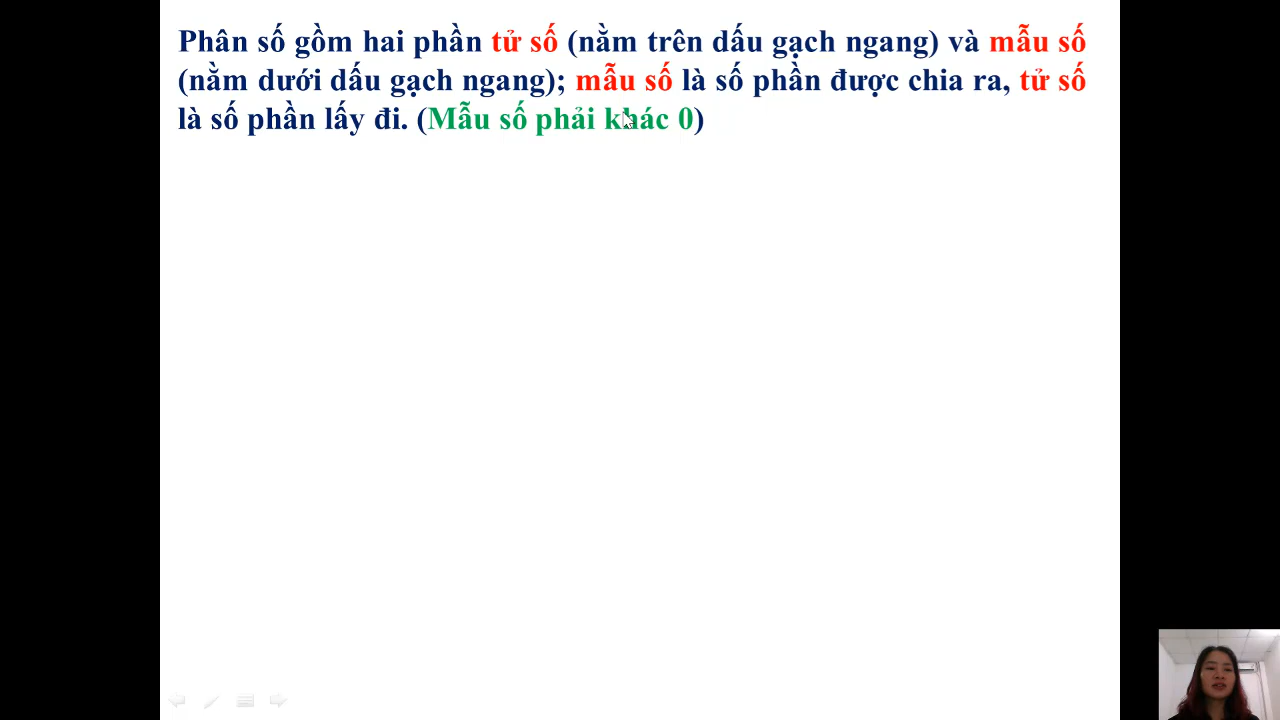 Phân số gồm hai phần tử số (nằm trên dấu gạch ngang) và mẫu số
(nằm dưới dấu gạch ngang); mẫu số là số phần được chia ra, tử số
là số phần lấy đi. (Mẫu số phải khác 0)